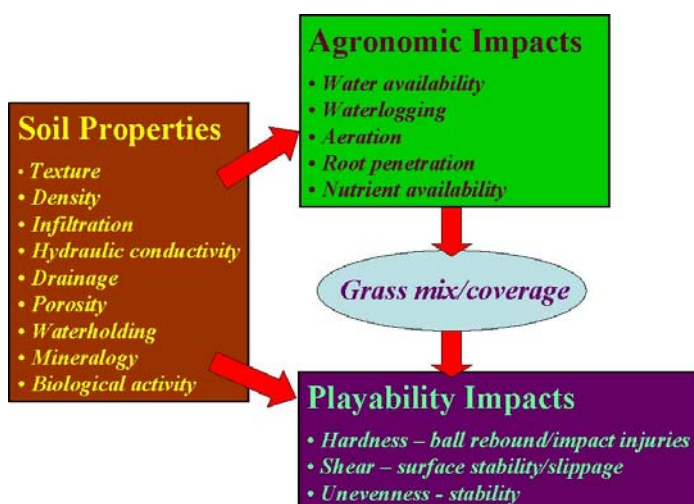 Soil Properties
• Texture
• Density
• Infiltration
• Hydraulic conductivity
• Drainage
• Porosity
• Waterholding
• Mineralogy
• Biological activity
Agronomic Impacts
• Water availability
• Waterlogging
• Aeration
• Root penetration
• Nutrient availability
Grass mix/coverage
Playability Impacts
• Hardness – ball rebound/impact injuries
• Shear – surface stability/slippage
• Unevenness - stability